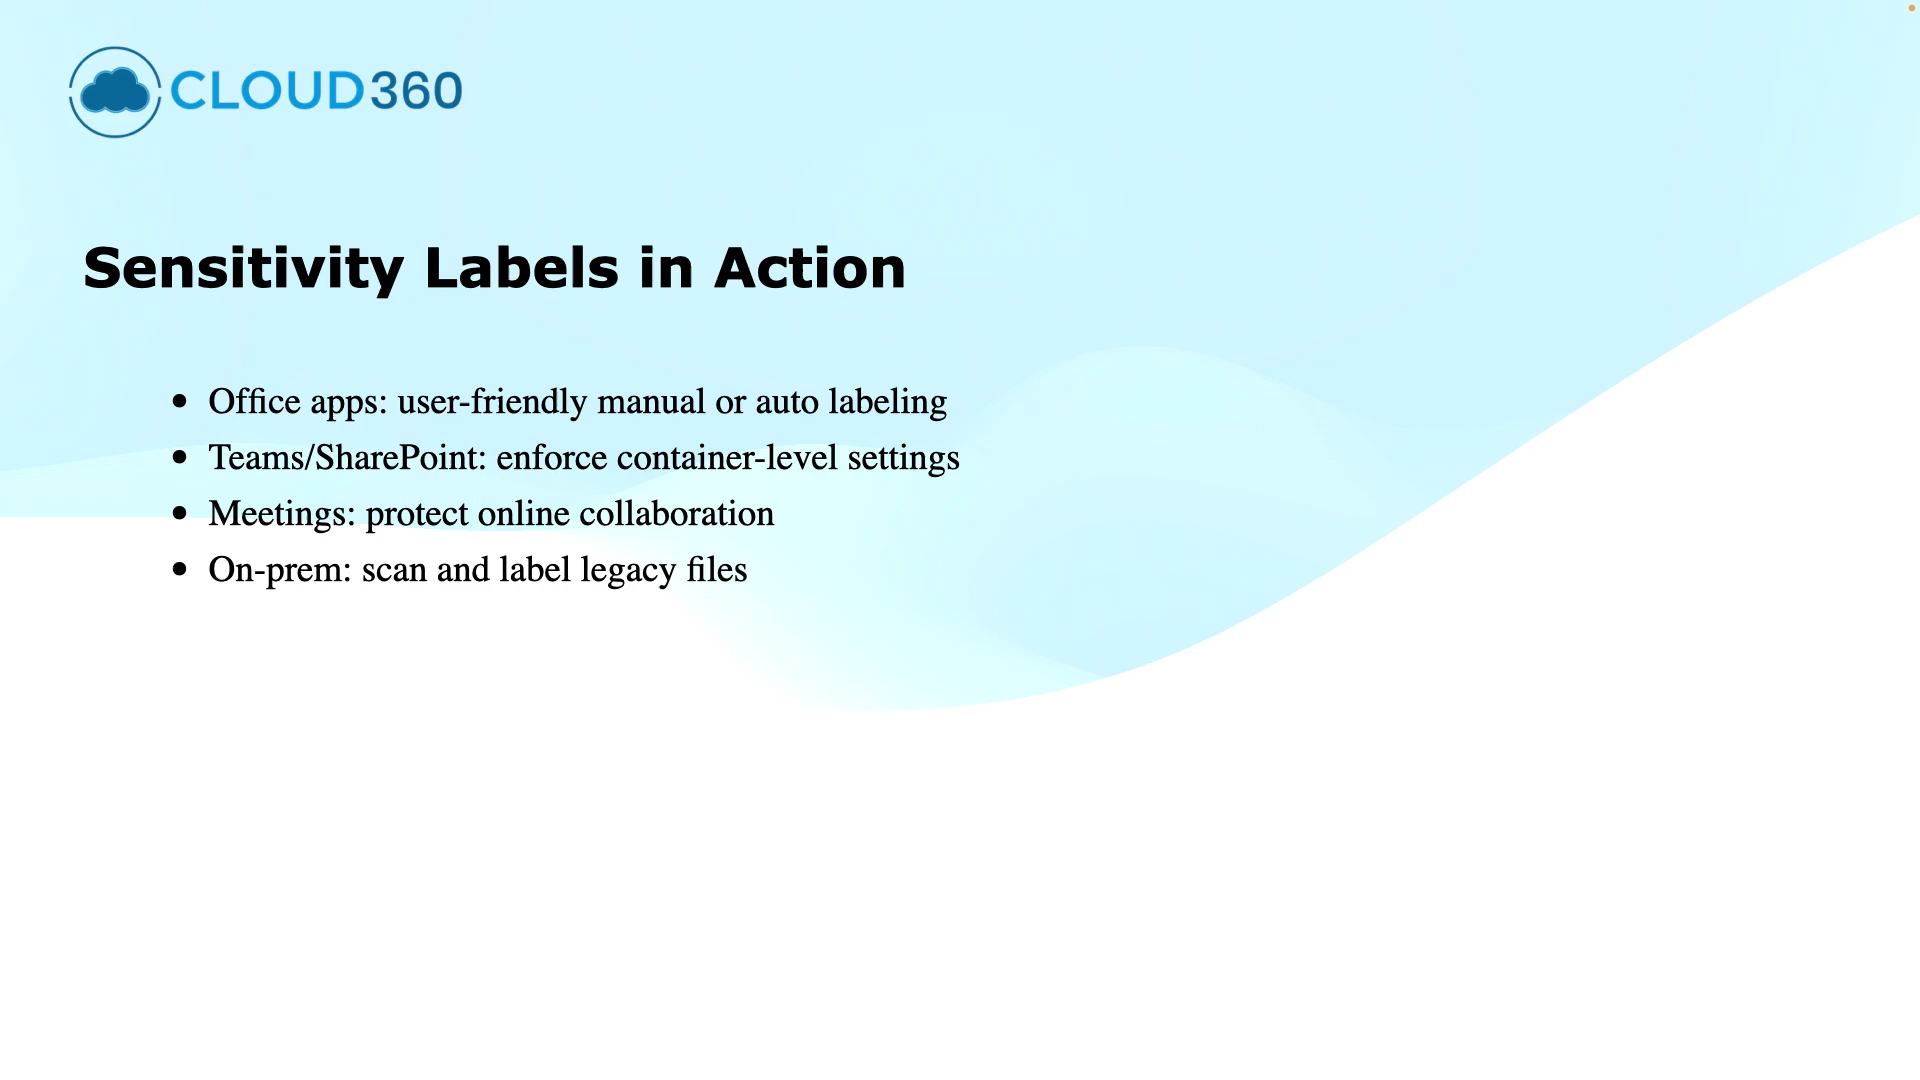 CLOUD360
Sensitivity Labels in Action
• Office apps: user-friendly manual or auto labeling
• Teams/SharePoint: enforce container-level settings
• Meetings: protect online collaboration
• On-prem: scan and label legacy files